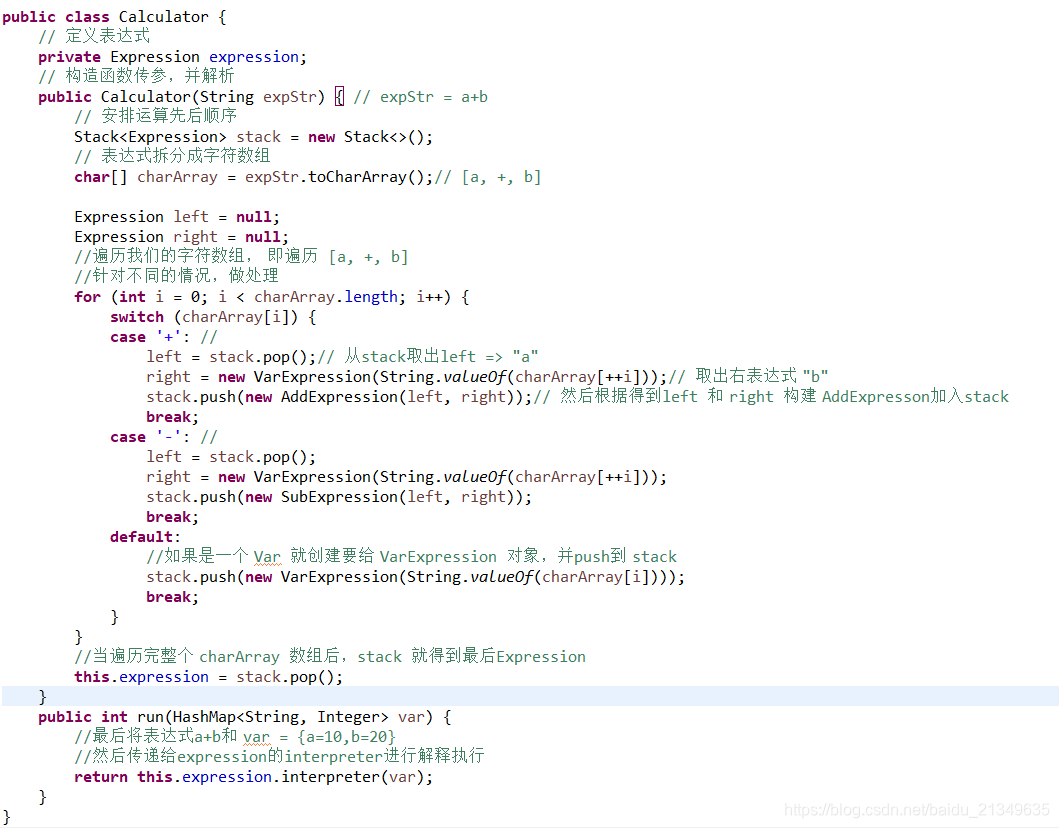 public class Calculator {
// 定义表达式
private Expression expression;
// 构造函数传参，并解析
public Calculator(String expStr) { // expStr = a+b
// 安排运算先后顺序
Stack<Expression> stack = new Stack<>();
// 表达式拆分成字符数组
char[] charArray = expStr.toCharArray();// [a, +, b]
Expression left = null;
Expression right = null;
//遍历我们的字符数组， 即遍历 [a, +, b]
//针对不同的情况，做处理
for (int i = 0; i < charArray.length; i++) {
switch (charArray[i]) {
case '+': //
left = stack.pop();// 从stack取出left => "a"
right = new VarExpression(String.valueOf(charArray[++i]));// 取出右表达式 "b"
stack.push(new AddExpression(left, right));// 然后根据得到left 和 right 构建 AddExpresson加入stack
break;
case '-': //
left = stack.pop();
right = new VarExpression(String.valueOf(charArray[++i]));
stack.push(new SubExpression(left, right));
break;
default:
//如果是一个 Var 就创建要给 VarExpression 对象，并push到 stack
stack.push(new VarExpression(String.valueOf(charArray[i])));
break;
}
}
//当遍历完整个 charArray 数组后，stack 就得到最后Expression
this.expression = stack.pop();
}
public int run(HashMap<String, Integer> var) {
//最后将表达式a+b和 var = {a=10,b=20}
//然后传递给expression的interpreter进行解释执行
return this.expression.interpreter(var);
}
}
https://blog.csdn.net/baidu_21349635